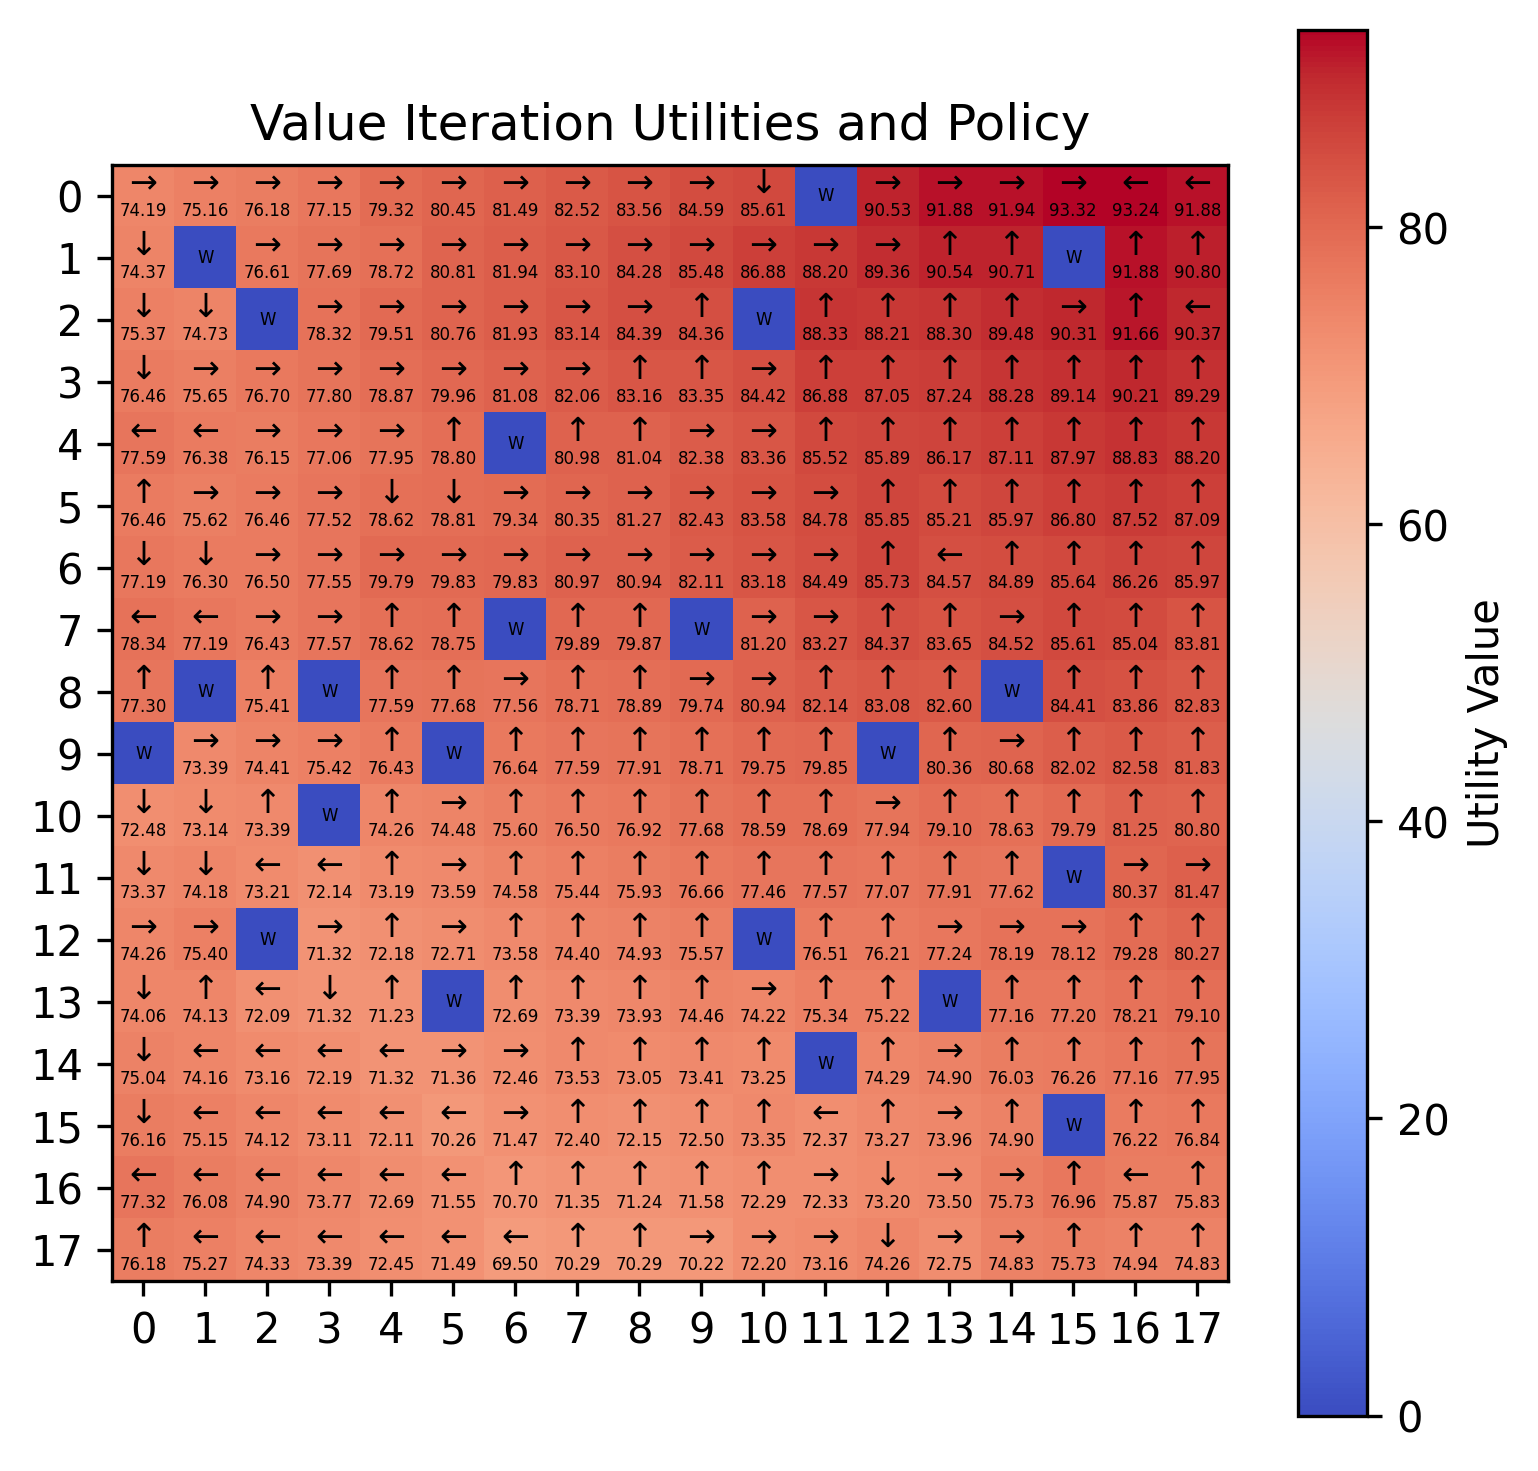 Value Iteration Utilities and Policy
0 → → → → → → → → → → ↓ W → → → → ← ←
74.19 75.16 76.18 77.15 79.32 80.45 81.49 82.52 83.56 84.59 85.61 90.53 91.88 91.94 93.32 93.24 91.88
1 ↓ W → → → → → → → → → → → ↑ ↑ W ↑ ↑
74.37 76.61 77.69 78.72 80.81 81.94 83.10 84.28 85.48 86.88 88.20 89.36 90.54 90.71 91.88 90.80
2 ↓ ↓ W → → → → → → ↑ W ↑ ↑ ↑ ↑ → ↑ ←
75.37 74.73 78.32 79.51 80.76 81.93 83.14 84.39 84.36 88.33 88.21 88.30 89.48 90.31 91.66 90.37
3 ↓ → → → → → → → ↑ ↑ → ↑ ↑ ↑ ↑ ↑ ↑ ↑
76.46 75.65 76.70 77.80 78.87 79.96 81.08 82.06 83.16 83.35 84.42 86.88 87.05 87.24 88.28 89.14 90.21 89.29
4 ← ← → → → ↑ W ↑ ↑ → → ↑ ↑ ↑ ↑ ↑ ↑ ↑
77.59 76.38 76.15 77.06 77.95 78.80 80.98 81.04 82.38 83.36 85.52 85.89 86.17 87.11 87.97 88.83 88.20
5 ↑ → → → ↓ ↓ → → → → → → ↑ ↑ ↑ ↑ ↑ ↑
76.46 75.62 76.46 77.52 78.62 78.81 79.34 80.35 81.27 82.43 83.58 84.78 85.85 85.21 85.97 86.80 87.52 87.09
6 ↓ ↓ → → → → → → → → → → ↑ ← ↑ ↑ ↑ ↑
77.19 76.30 76.50 77.55 79.79 79.83 79.83 80.97 80.94 82.11 83.18 84.49 85.73 84.57 84.89 85.64 86.26 85.97
7 ← ← → → ↑ ↑ W ↑ ↑ W → → ↑ ↑ → ↑ ↑ ↑
78.34 77.19 76.43 77.57 78.62 78.75 79.89 79.87 81.20 83.27 84.37 83.65 84.52 85.61 85.04 83.81
8 ↑ W ↑ W ↑ ↑ → ↑ ↑ → → ↑ ↑ ↑ W ↑ ↑ ↑
77.30 75.41 77.59 77.68 77.56 78.71 78.89 79.74 80.94 82.14 83.08 82.60 84.41 83.86 82.83
9 W → → → ↑ W ↑ ↑ ↑ ↑ ↑ ↑ W ↑ → ↑ ↑ ↑
73.39 74.41 75.42 76.43 76.64 77.59 77.91 78.71 79.75 79.85 80.36 80.68 82.02 82.58 81.83
10 ↓ ↓ ↑ W ↑ → ↑ ↑ ↑ ↑ ↑ ↑ → ↑ ↑ ↑ ↑ ↑
72.48 73.14 73.39 74.26 74.48 75.60 76.50 76.92 77.68 78.59 78.69 77.94 79.10 78.63 79.79 81.25 80.80
11 ↓ ↓ ← ← ↑ → ↑ ↑ ↑ ↑ ↑ ↑ ↑ ↑ ↑ W → →
73.37 74.18 73.21 72.14 73.19 73.59 74.58 75.44 75.93 76.66 77.46 77.57 77.07 77.91 77.62 80.37 81.47
12 → → W → ↑ → ↑ ↑ ↑ ↑ W ↑ ↑ → → → ↑ ↑
74.26 75.40 71.32 72.18 72.71 73.58 74.40 74.93 75.57 76.51 76.21 77.24 78.19 78.12 79.28 80.27
13 ↓ ↑ ← ↓ ↑ W ↑ ↑ ↑ ↑ → ↑ ↑ W ↑ ↑ ↑ ↑
74.06 74.13 72.09 71.32 71.23 72.69 73.39 73.93 74.46 74.22 75.34 75.22 77.16 77.20 78.21 79.10
14 ↓ ← ← ← ← → → ↑ ↑ ↑ ↑ W ↑ → ↑ ↑ ↑ ↑
75.04 74.16 73.16 72.19 71.32 71.36 72.46 73.53 73.05 73.41 73.25 74.29 74.90 76.03 76.26 77.16 77.95
15 ↓ ← ← ← ← ← → ↑ ↑ ↑ ↑ ← ↑ → ↑ W ↑ ↑
76.16 75.15 74.12 73.11 72.11 70.26 71.47 72.40 72.15 72.50 73.35 72.37 73.27 73.96 74.90 76.22 76.84
16 ← ← ← ← ← ← ↑ ↑ ↑ ↑ ↑ → ↓ → → ↑ ← ↑
77.32 76.08 74.90 73.77 72.69 71.55 70.70 71.35 71.24 71.58 72.29 72.33 73.20 73.50 75.73 76.96 75.87 75.83
17 ↑ ← ← ← ← ← ← ↑ ↑ → → → ↓ → → ↑ ↑ ↑
76.18 75.27 74.33 73.39 72.45 71.49 69.50 70.29 70.29 70.22 72.20 73.16 74.26 72.75 74.83 75.73 74.94 74.83
0 1 2 3 4 5 6 7 8 9 10 11 12 13 14 15 16 17
80
60
40
20
0
Utility Value